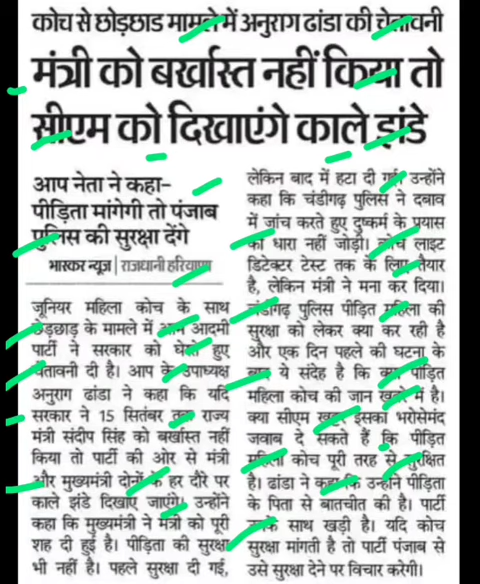 कोच से छोड़छाड मामले में अनुराग ढांडा की चेतावनी
मंत्री को बर्खास्त नहीं किया तो
सीएम को दिखाएंगे काले झंडे
आप नेता ने कहा-
पीड़िता मांगेगी तो पंजाब
पुलिस की सुरक्षा देंगे
भास्कर न्यूज | राजधानी हरियाणा
जूनियर महिला कोच के साथ
छेड़छाड़ के मामले में आम आदमी
पार्टी ने सरकार को घेरते हुए
चेतावनी दी है। आप के उपाध्यक्ष
अनुराग ढांडा ने कहा कि यदि
सरकार ने 15 सितंबर तक राज्य
मंत्री संदीप सिंह को बर्खास्त नहीं
किया तो पार्टी की ओर से मंत्री
और मुख्यमंत्री दोनों के हर दौरे पर
काले झंडे दिखाए जाएंगे। उन्होंने
कहा कि मुख्यमंत्री ने मंत्री को पूरी
शह दी हुई है। पीड़िता की सुरक्षा
भी नहीं है। पहले सुरक्षा दी गई,
लेकिन बाद में हटा दी गई। उन्होंने
कहा कि चंडीगढ़ पुलिस ने दबाव
में जांच करते हुए दुष्कर्म के प्रयास
की धारा नहीं जोड़ी। कोच लाइट
डिटेक्टर टेस्ट तक के लिए तैयार
है, लेकिन मंत्री ने मना कर दिया।
चंडीगढ़ पुलिस पीड़ित महिला की
सुरक्षा को लेकर क्या कर रही है
और एक दिन पहले की घटना के
बाद ये संदेह है कि क्या पीड़ित
महिला कोच की जान खतरे में है।
क्या सीएम खट्टर इसका भरोसेमंद
जवाब दे सकते हैं कि पीड़ित
महिला कोच पूरी तरह से सुरक्षित
है। ढांडा ने कहा कि उन्होंने पीड़िता
के पिता से बातचीत की है। पार्टी
उनके साथ खड़ी है। यदि कोच
सुरक्षा मांगती है तो पार्टी पंजाब से
उसे सुरक्षा देने पर विचार करेगी।